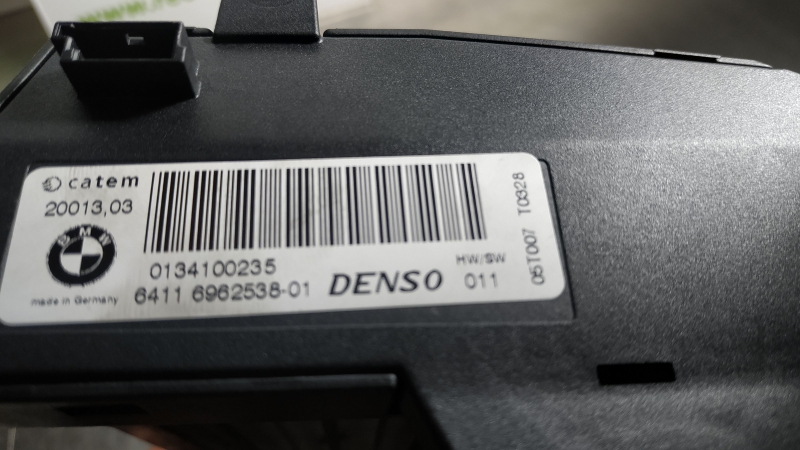 catem
20013,03
BMW
made in Germany
0134100235
6411 6962538-01
DENSO
HW/SW
011
05T007 T0328